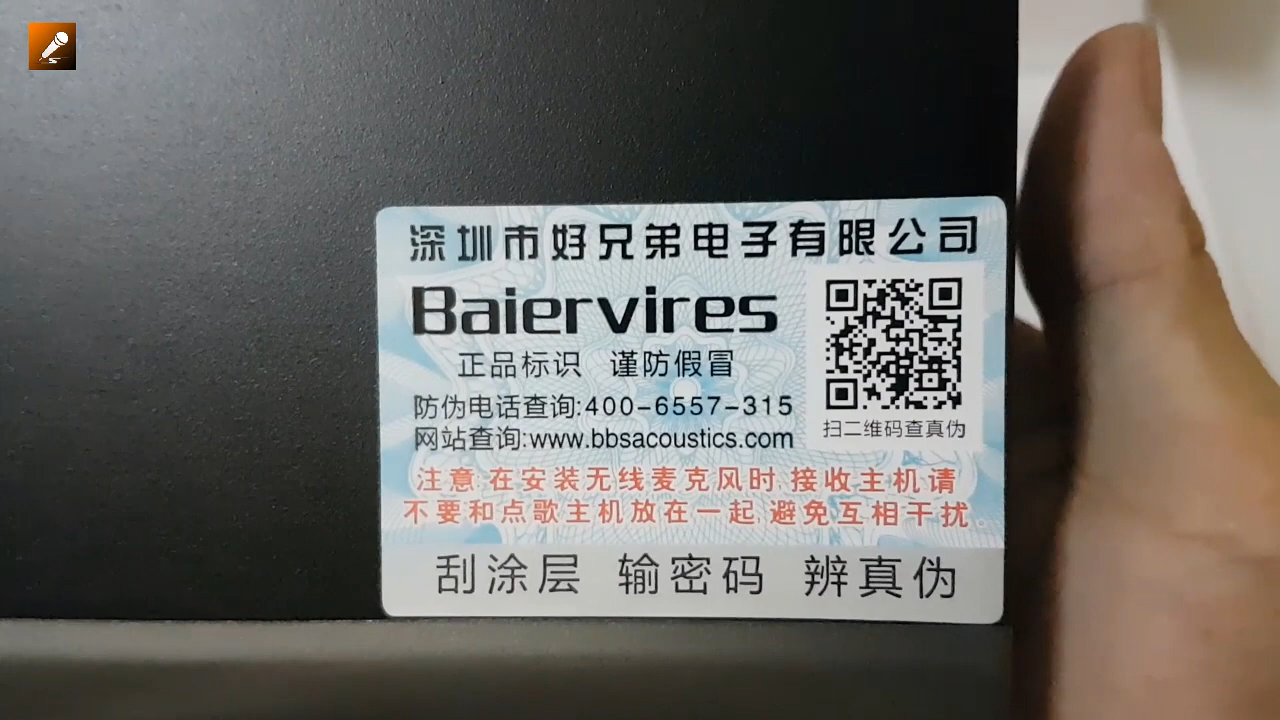 深圳市好兄弟电子有限公司
Baiervires
正品标识 谨防假冒
防伪电话查询:400-6557-315
网站查询:www.bbsacoustics.com
扫二维码查真伪
注意:在安装无线麦克风时,接收主机请
不要和点歌主机放在一起,避免互相干扰。
刮涂层 输密码 辨真伪